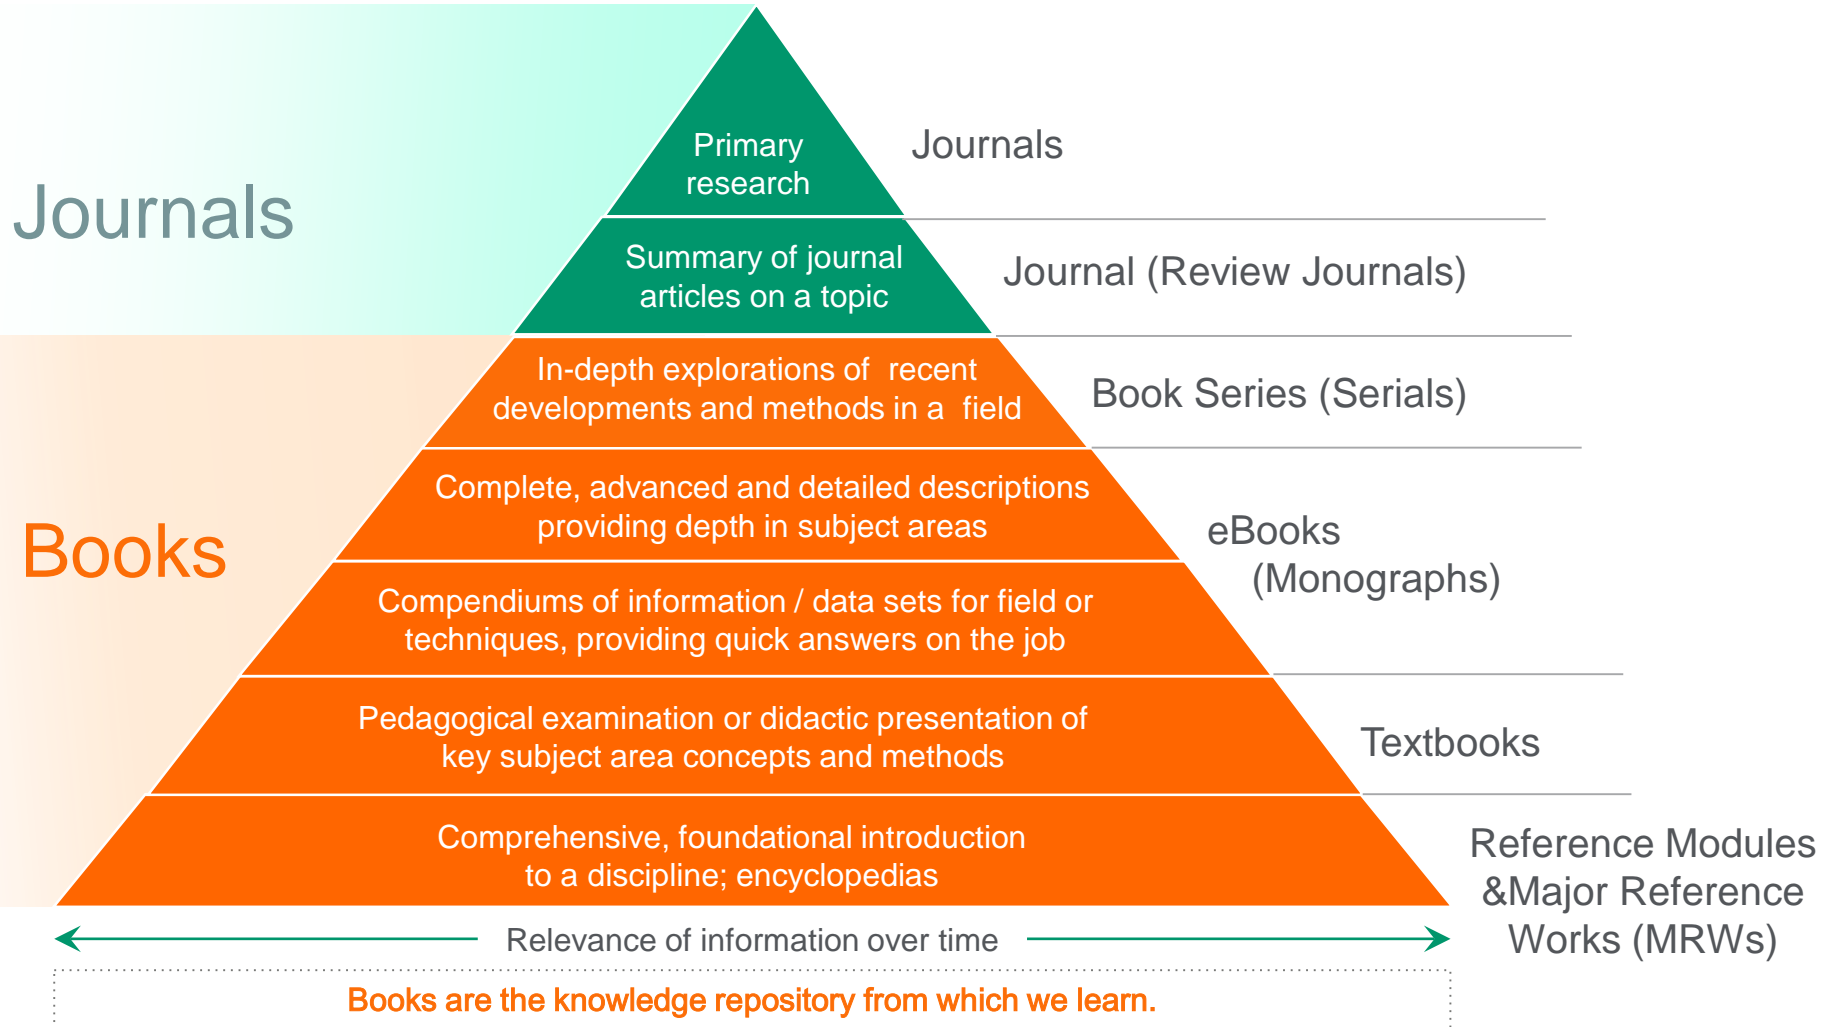 Journals
Primary
research
Journals
Summary of journal
articles on a topic
Journal (Review Journals)
Books
In-depth explorations of  recent
developments and methods in a  field
Book Series (Serials)
Complete, advanced and detailed descriptions
providing depth in subject areas
eBooks
(Monographs)
Compendiums of information / data sets for field or
techniques, providing quick answers on the job
Pedagogical examination or didactic presentation of
key subject area concepts and methods
Textbooks
Comprehensive, foundational introduction
to a discipline; encyclopedias
Reference Modules
&Major Reference
Works (MRWs)
Relevance of information over time
Books are the knowledge repository from which we learn.